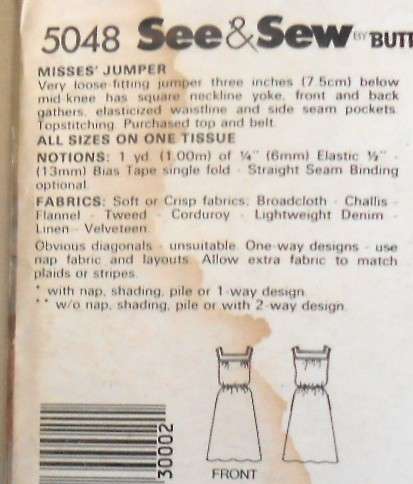 5048 See&Sew BY BUTT
MISSES' JUMPER
Very loose-fitting jumper three inches (7.5cm) below
mid-knee has square neckline yoke, front and back
gathers, elasticized waistline and side seam pockets.
Topstitching. Purchased top and belt.
ALL SIZES ON ONE TISSUE
NOTIONS: 1 yd. (1.00m) of ¼" (6mm) Elastic ½" -
(13mm) Bias Tape single fold - Straight Seam Binding
optional.
FABRICS: Soft or Crisp fabrics; Broadcloth - Challis -
Flannel - Tweed - Corduroy - Lightweight Denim -
Linen - Velveteen.
Obvious diagonals - unsuitable. One-way designs - use
nap fabric and layouts. Allow extra fabric to match
plaids or stripes.
* with nap, shading, pile or 1-way design.
** w/o nap, shading, pile or with 2-way design.
30002
FRONT